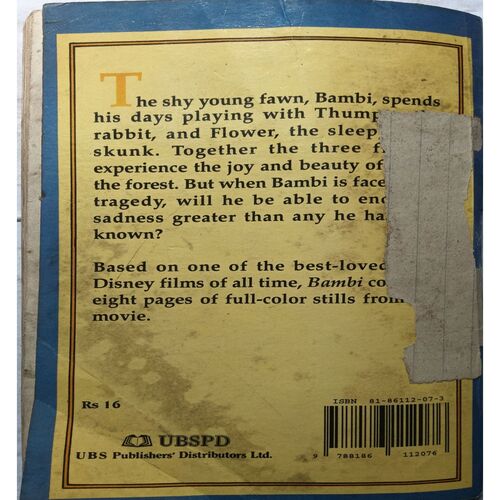 The shy young fawn, Bambi, spends
his days playing with Thump
rabbit, and Flower, the sleep
skunk. Together the three f
experience the joy and beauty of
the forest. But when Bambi is face
tragedy, will he be able to en
sadness greater than any he ha
known?
Based on one of the best-loved
Disney films of all time, Bambi co
eight pages of full-color stills from
movie.
Rs 16
UBSPD
UBS Publishers' Distributors Ltd.
ISBN 81-86112-07-3
9 788186 112076